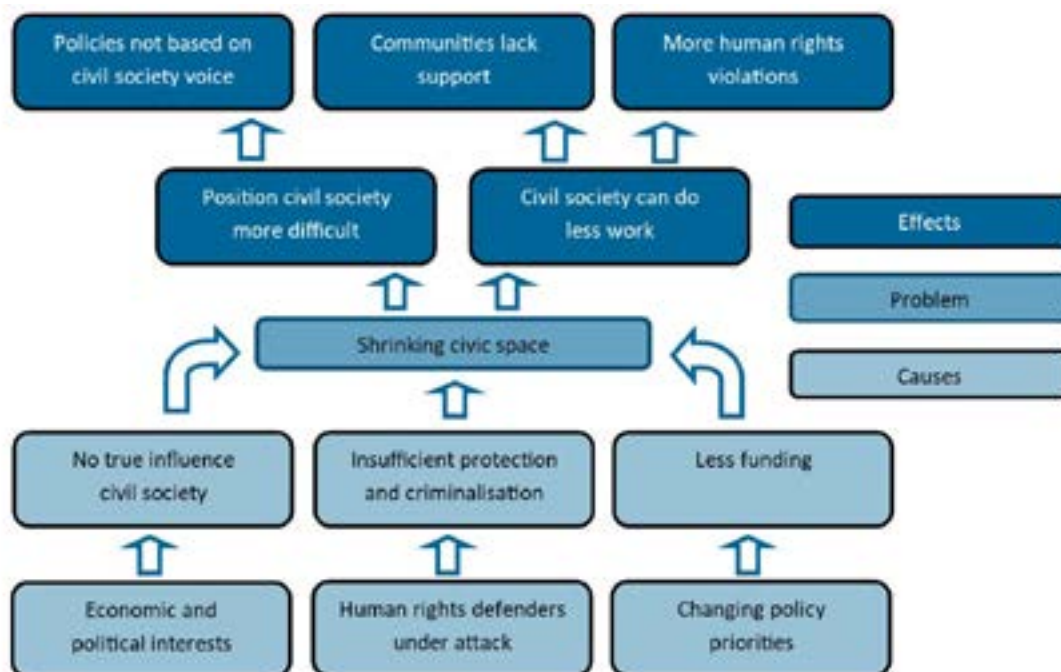 Policies not based on
civil society voice
Communities lack
support
More human rights
violations
Position civil society
more difficult
Civil society can do
less work
Effects
Problem
Shrinking civic space
Causes
No true influence
civil society
Insufficient protection
and criminalisation
Less funding
Economic and
political interests
Human rights defenders
under attack
Changing policy
priorities